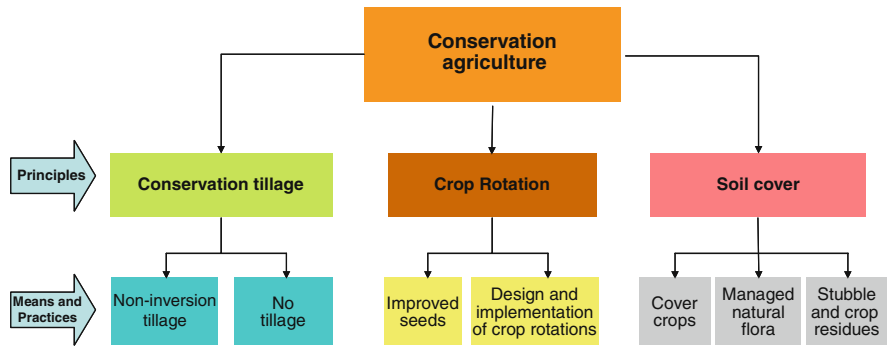 Conservation
agriculture
Principles
Conservation tillage
Crop Rotation
Soil cover
Means and
Practices
Non-inversion
tillage
No
tillage
Improved
seeds
Design and
implementation
of crop rotations
Cover
crops
Managed
natural
flora
Stubble
and crop
residues